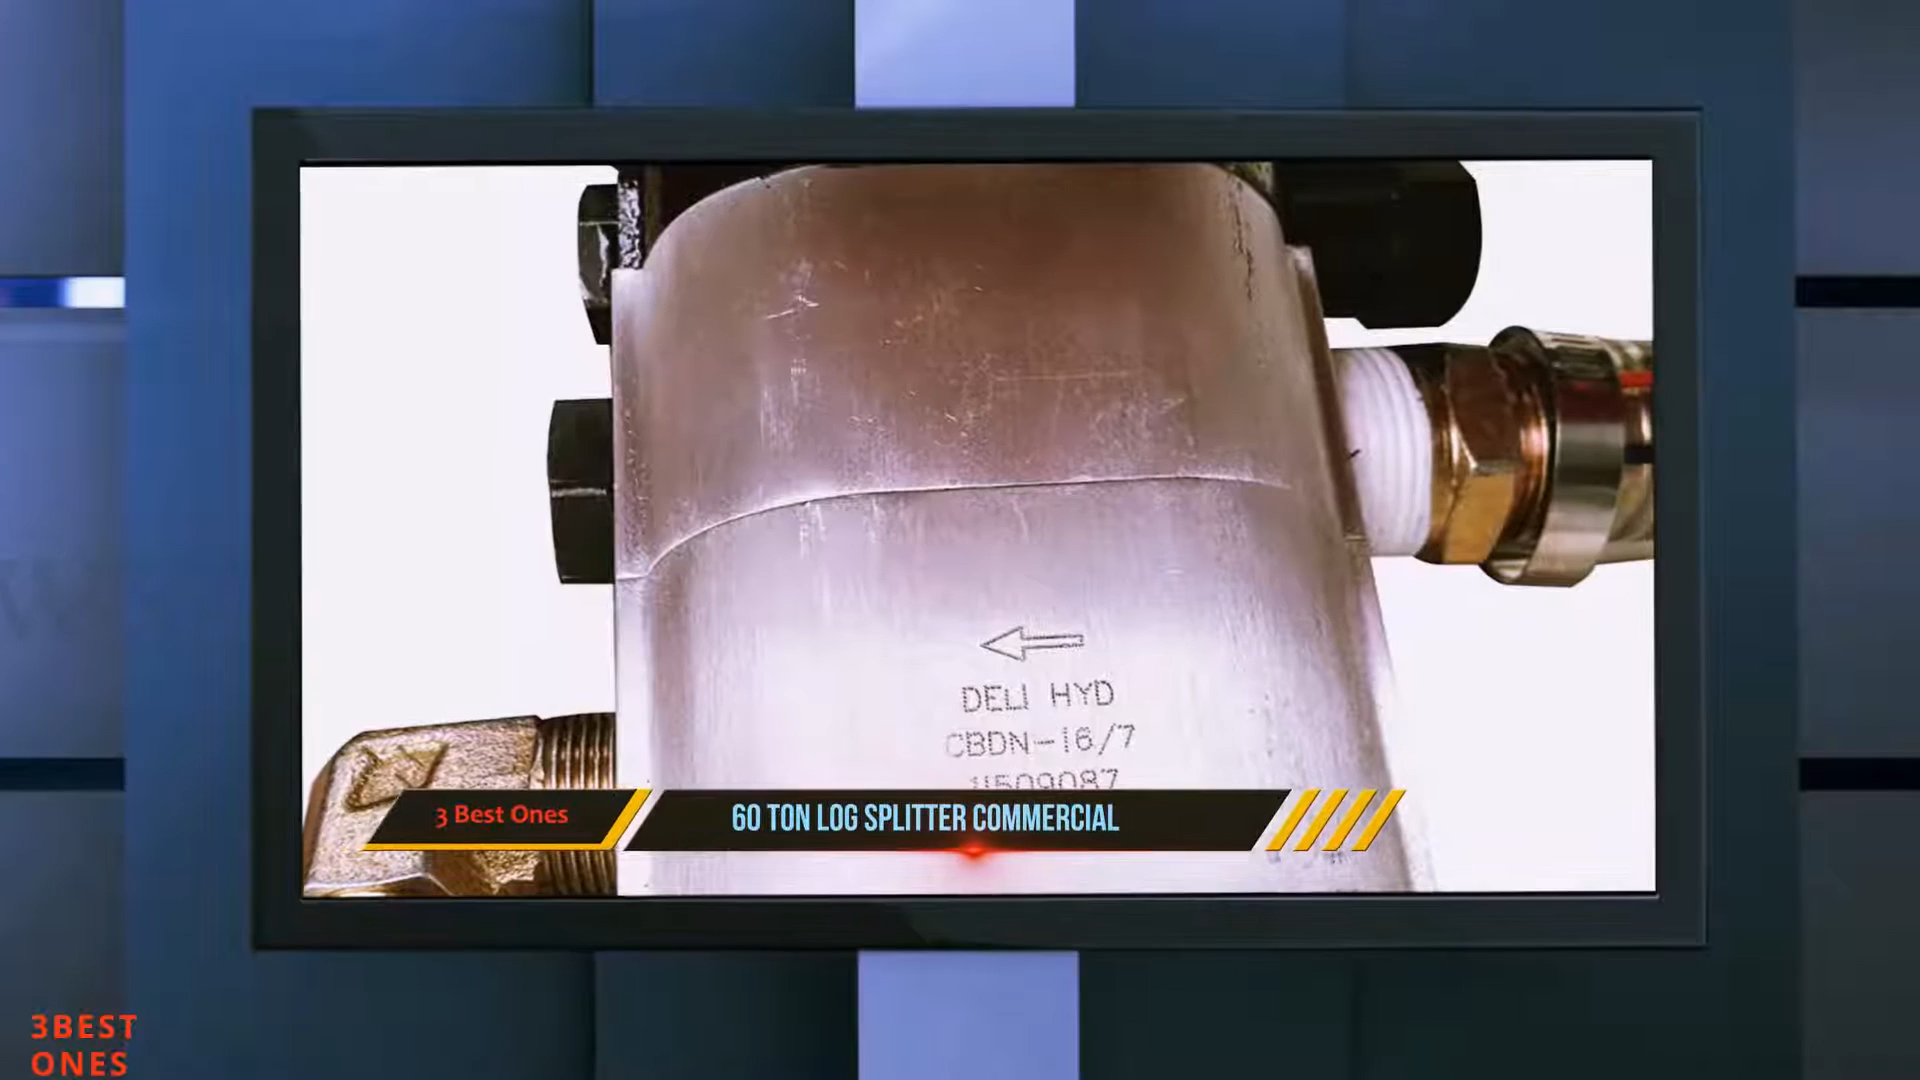 DELI HYD
CBDN-16/7
3 Best Ones
60 TON LOG SPLITTER COMMERCIAL
3BEST
ONES